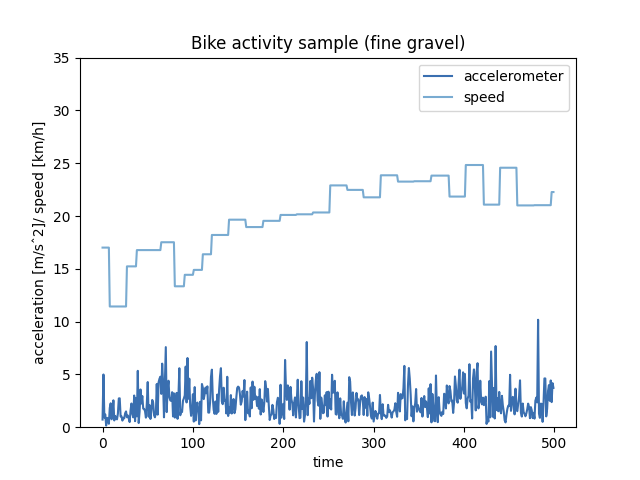 Bike activity sample (fine gravel)
accelerometer
speed
acceleration [m/s^2]/ speed [km/h]
35
30
25
20
15
10
5
0
0 100 200 300 400 500
time